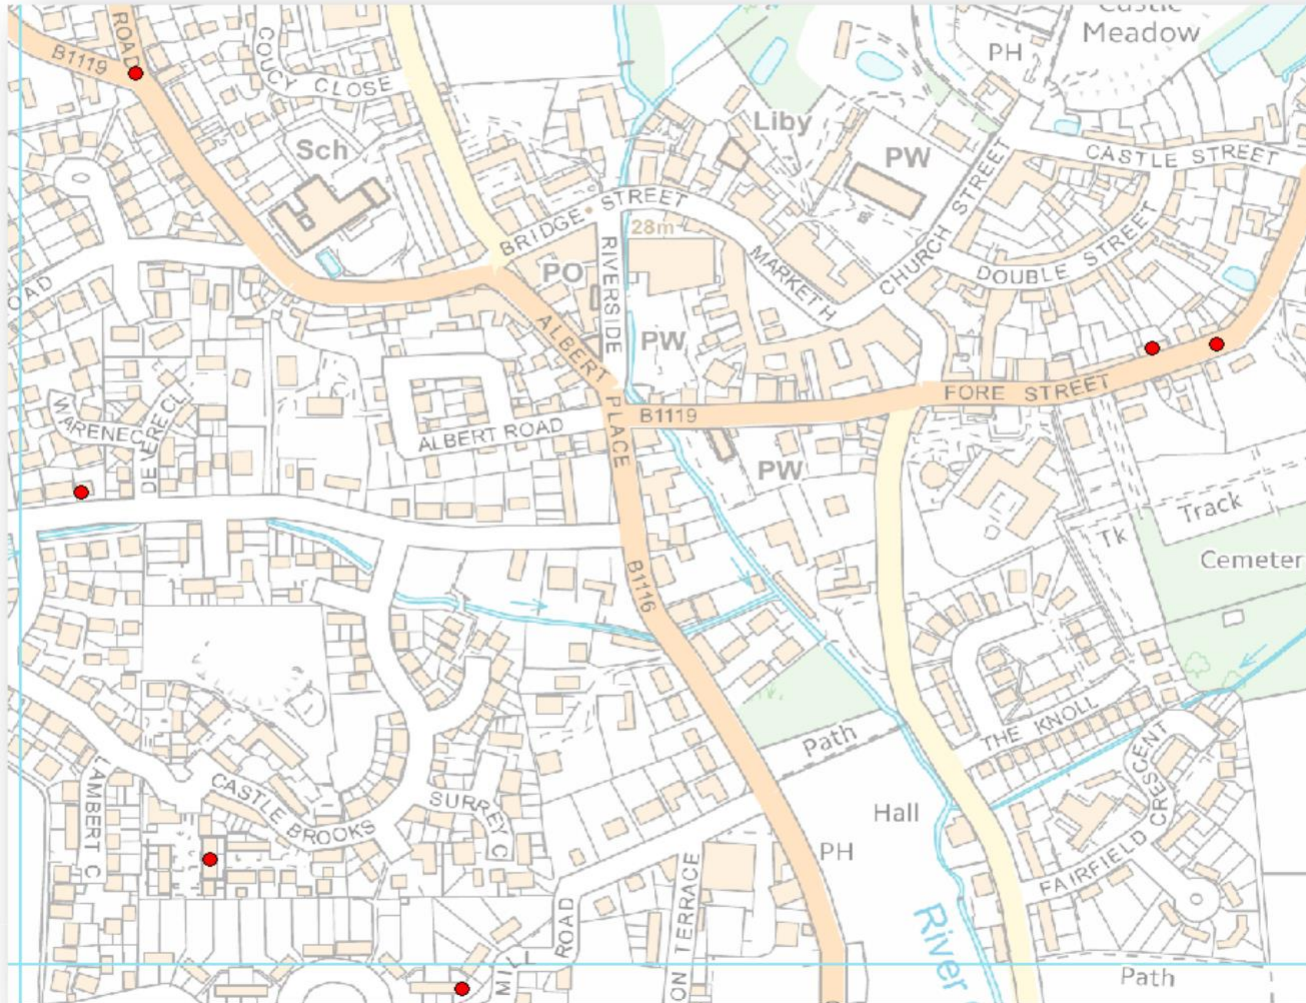 ROAD
B1119
COUCY CLOSE
Castle
Meadow
PH
Liby
Sch
PW
CASTLE STREET
BRIDGE STREET
28m
CHURCH STREET
DOUBLE STREET
MARKET H
PO
RIVERSIDE
OAD
PW
ALBERT PLACE
B1119
FORE STREET
WARENEC
DE VERE CL
ALBERT ROAD
PW
Track
Tk
Cemeter
B1116
THE KNOLL
Path
LAMBERT C
CASTLE BROOKS
SURREY C
Hall
PH
FAIRFIELD CRESCENT
River
MILL ROAD
ON TERRACE
Path